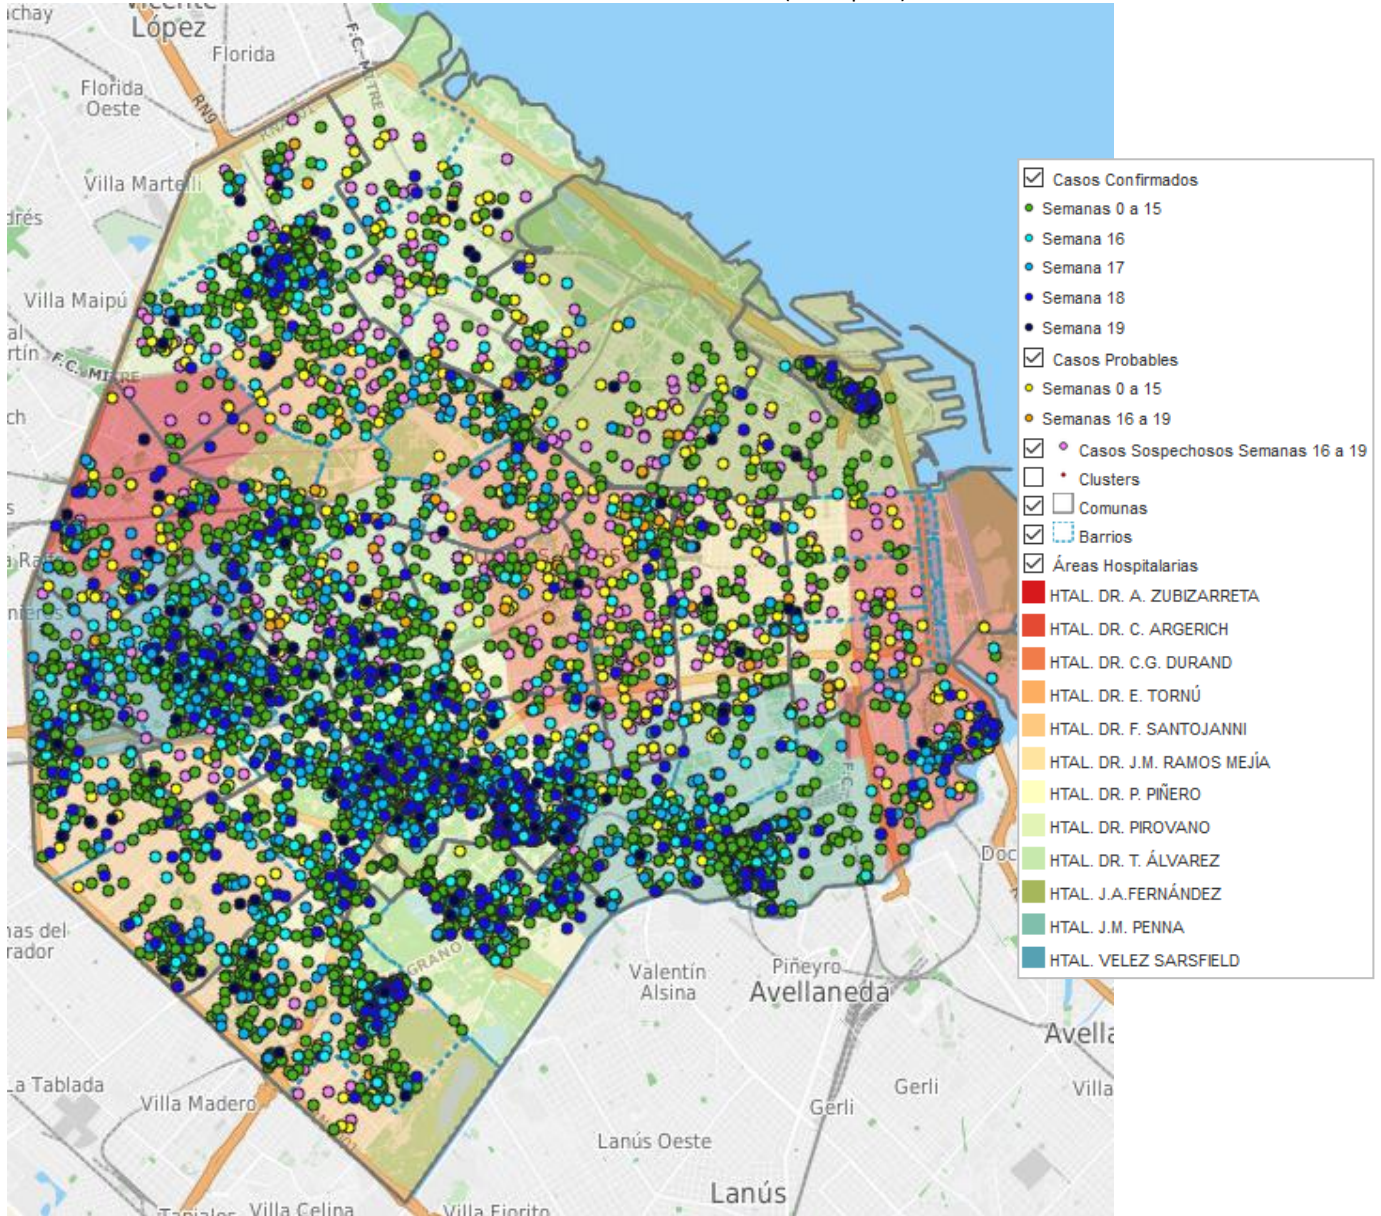 López
Florida
F.C. MITRE
Florida
Oeste
RN9
Villa Martelli
Villa Maipú
F.C. MITRE
Villa Madero
La Tablada
Villa Celina
Villa Fiorito
Valentín
Alsina
Piñeyro
Avellaneda
Gerli
Gerli
Lanús Oeste
Lanús
Villa
Casos Confirmados
Semanas 0 a 15
Semana 16
Semana 17
Semana 18
Semana 19
Casos Probables
Semanas 0 a 15
Semanas 16 a 19
Casos Sospechosos Semanas 16 a 19
Clusters
Comunas
Barrios
Áreas Hospitalarias
HTAL. DR. A. ZUBIZARRETA
HTAL. DR. C. ARGERICH
HTAL. DR. C.G. DURAND
HTAL. DR. E. TORNÚ
HTAL. DR. F. SANTOJANNI
HTAL. DR. J.M. RAMOS MEJÍA
HTAL. DR. P. PIÑERO
HTAL. DR. PIROVANO
HTAL. DR. T. ÁLVAREZ
HTAL. J.A.FERNÁNDEZ
HTAL. J.M. PENNA
HTAL. VELEZ SARSFIELD